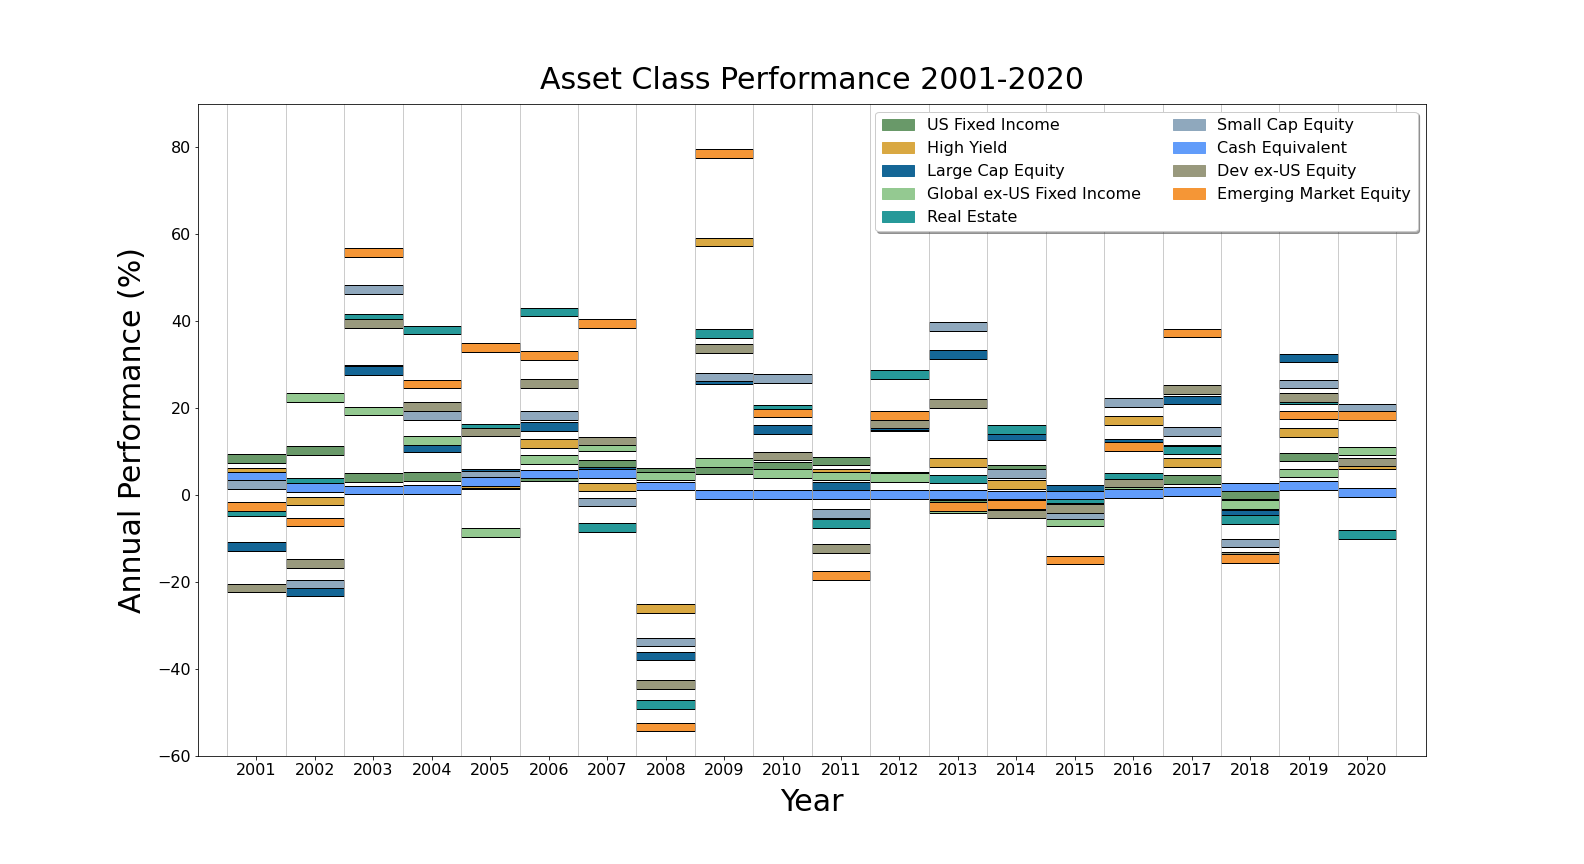 Asset Class Performance 2001-2020
US Fixed Income
High Yield
Large Cap Equity
Global ex-US Fixed Income
Real Estate
Small Cap Equity
Cash Equivalent
Dev ex-US Equity
Emerging Market Equity
Annual Performance (%)
80
60
40
20
0
−20
−40
−60
2001 2002 2003 2004 2005 2006 2007 2008 2009 2010 2011 2012 2013 2014 2015 2016 2017 2018 2019 2020
Year